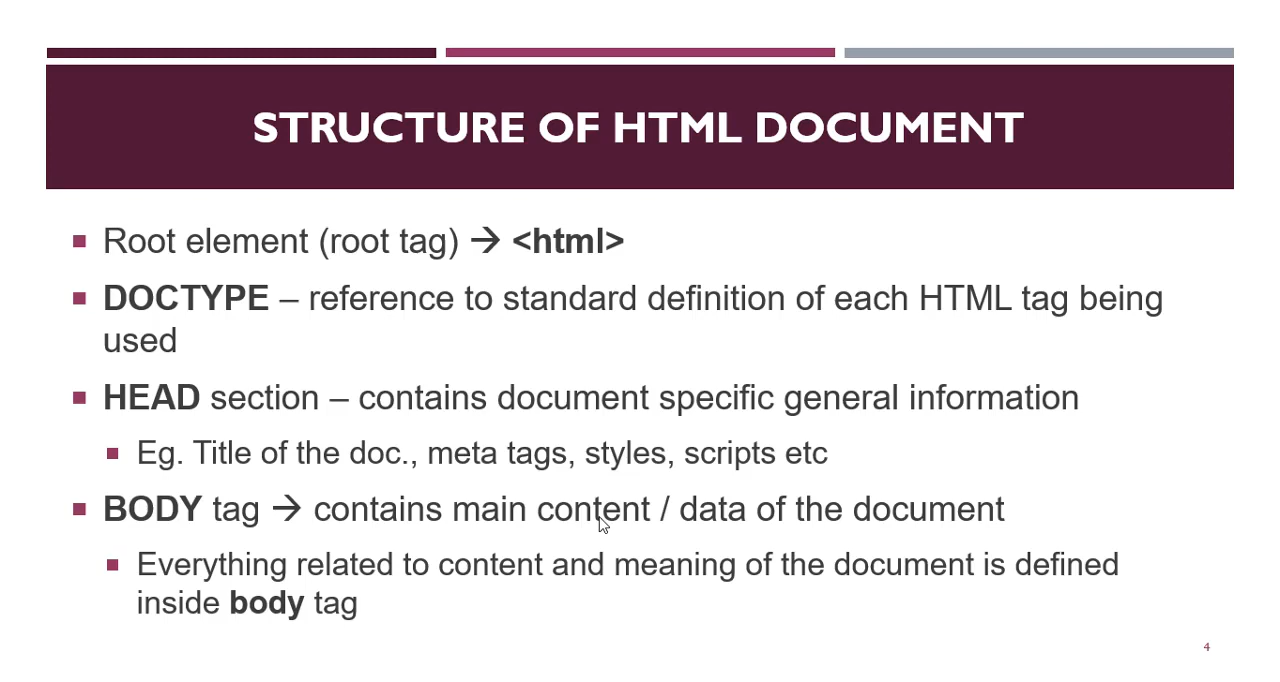 STRUCTURE OF HTML DOCUMENT
Root element (root tag) → <html>
DOCTYPE – reference to standard definition of each HTML tag being
used
HEAD section – contains document specific general information
Eg. Title of the doc., meta tags, styles, scripts etc
BODY tag → contains main content / data of the document
Everything related to content and meaning of the document is defined
inside body tag
4